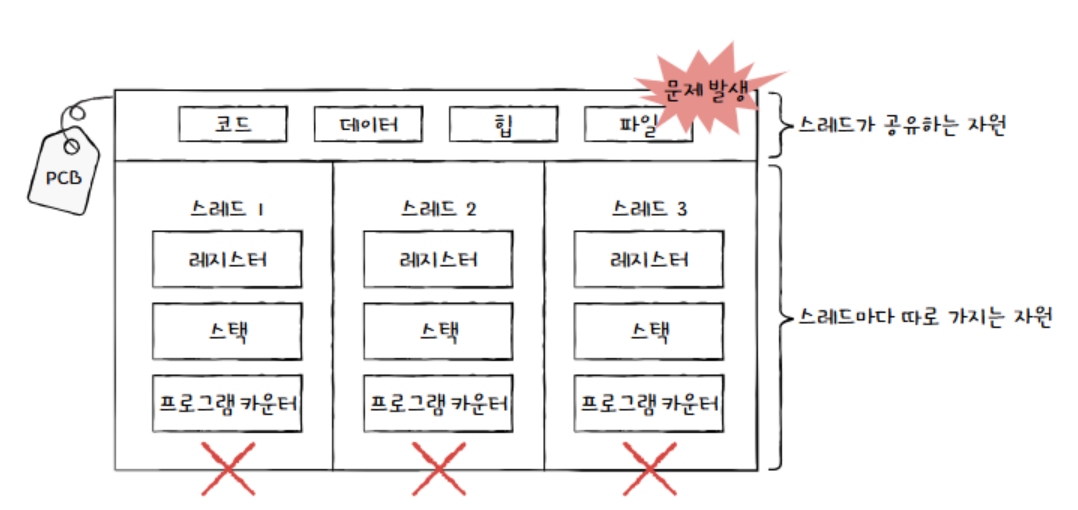 문제 발생
코드 데이터 힙 파일
스레드가 공유하는 자원
PCB
스레드 1 스레드 2 스레드 3
레지스터 레지스터 레지스터
스택 스택 스택
스레드마다 따로 가지는 자원
프로그램 카운터 프로그램 카운터 프로그램 카운터